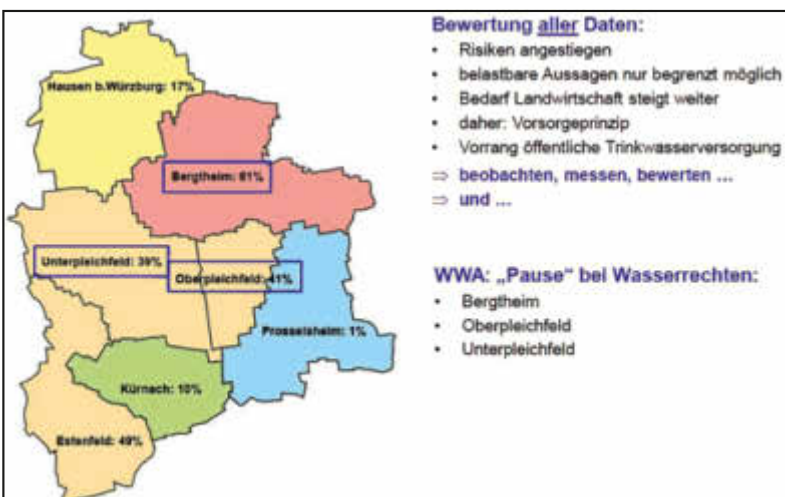 Hausen b.Würzburg: 17%
Bergtheim: 61%
Unterpleichfeld: 39%
Oberpleichfeld: 41%
Prosselsheim: 1%
Kürnach: 10%
Estenfeld: 49%
Bewertung aller Daten:
• Risiken angestiegen
• belastbare Aussagen nur begrenzt möglich
• Bedarf Landwirtschaft steigt weiter
• daher: Vorsorgeprinzip
• Vorrang öffentliche Trinkwasserversorgung
⇒ beobachten, messen, bewerten ...
⇒ und ...
WWA: „Pause" bei Wasserrechten:
• Bergtheim
• Oberpleichfeld
• Unterpleichfeld